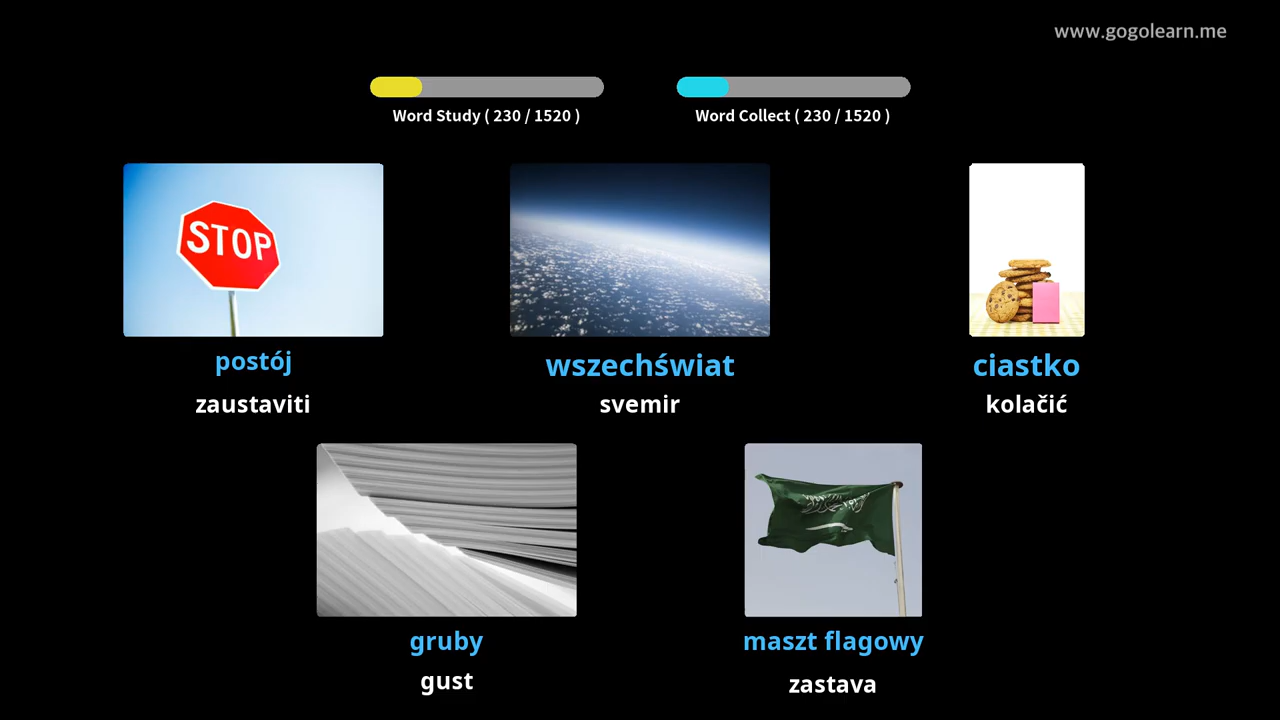 www.gogolearn.me
Word Study ( 230 / 1520 )
Word Collect ( 230 / 1520 )
STOP
postój
zaustaviti
wszechświat
svemir
ciastko
kolačić
gruby
gust
maszt flagowy
zastava